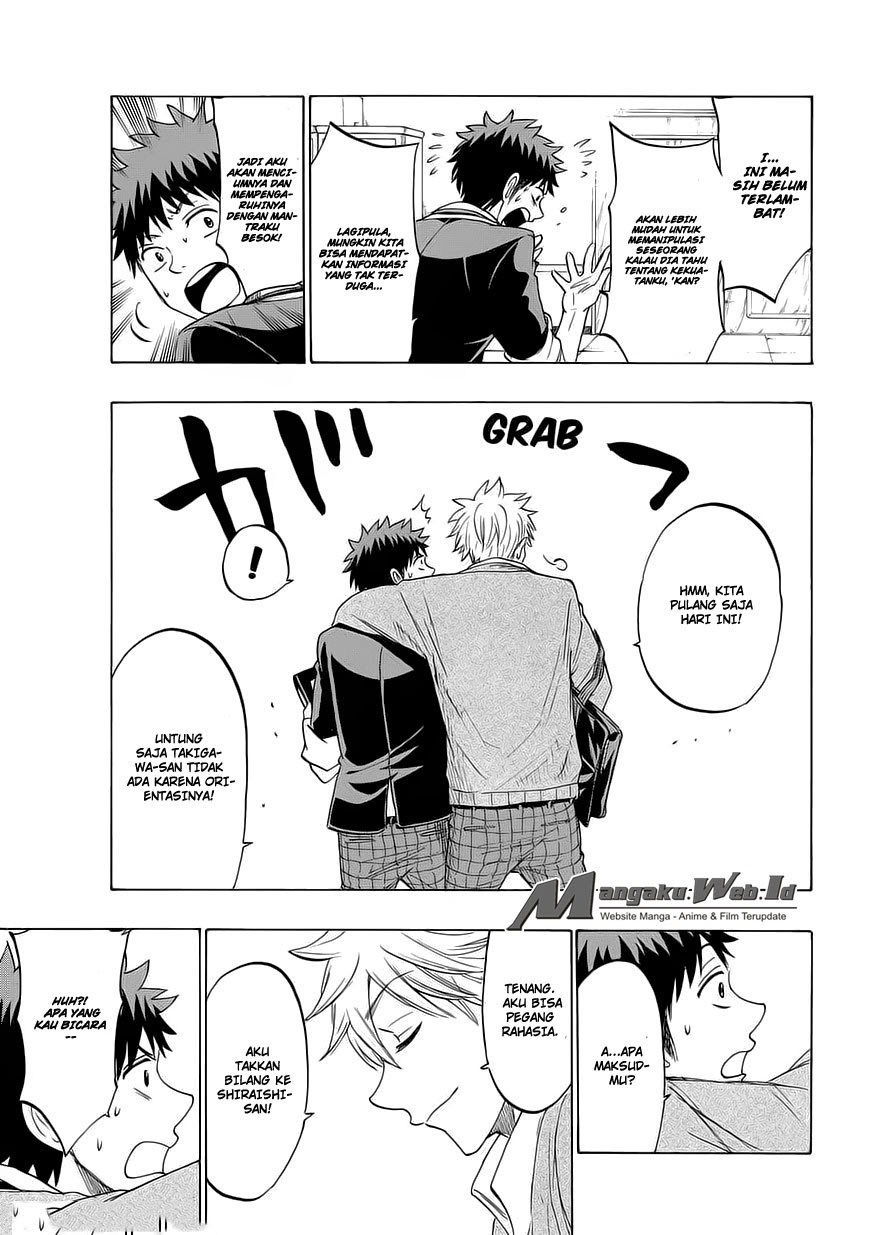 I...
INI MA-
SIH BELUM
TERLAM-
BAT!
AKAN LEBIH
MUDAH UNTUK
MEMANIPULASI
SESEORANG
KALAU DIA TAHU
TENTANG KEKUA-
TANKU, 'KAN?
LAGIPULA,
MUNGKIN KITA
BISA MENDAPAT-
KAN INFORMASI
YANG TAK TER-
DUGA...
JADI AKU
AKAN MENCI-
UMNYA DAN
MEMPENGA-
RUHINYA
DENGAN MAN-
TRAKU
BESOK!
GRAB
ガバッ
!
HMM, KITA
PULANG SAJA
HARI INI!
UNTUNG
SAJA TAKIGA-
WA-SAN TIDAK
ADA KARENA ORI-
ENTASINYA!
Mangaku.Web.Id
Website Manga - Anime & Film Terupdate
A...APA
MAKSUD-
MU?
TENANG.
AKU BISA
PEGANG
RAHASIA.
AKU
TAKKAN
BILANG KE
SHIRAISHI-
SAN!
HUH?!
APA YANG
KAU BICARA
--